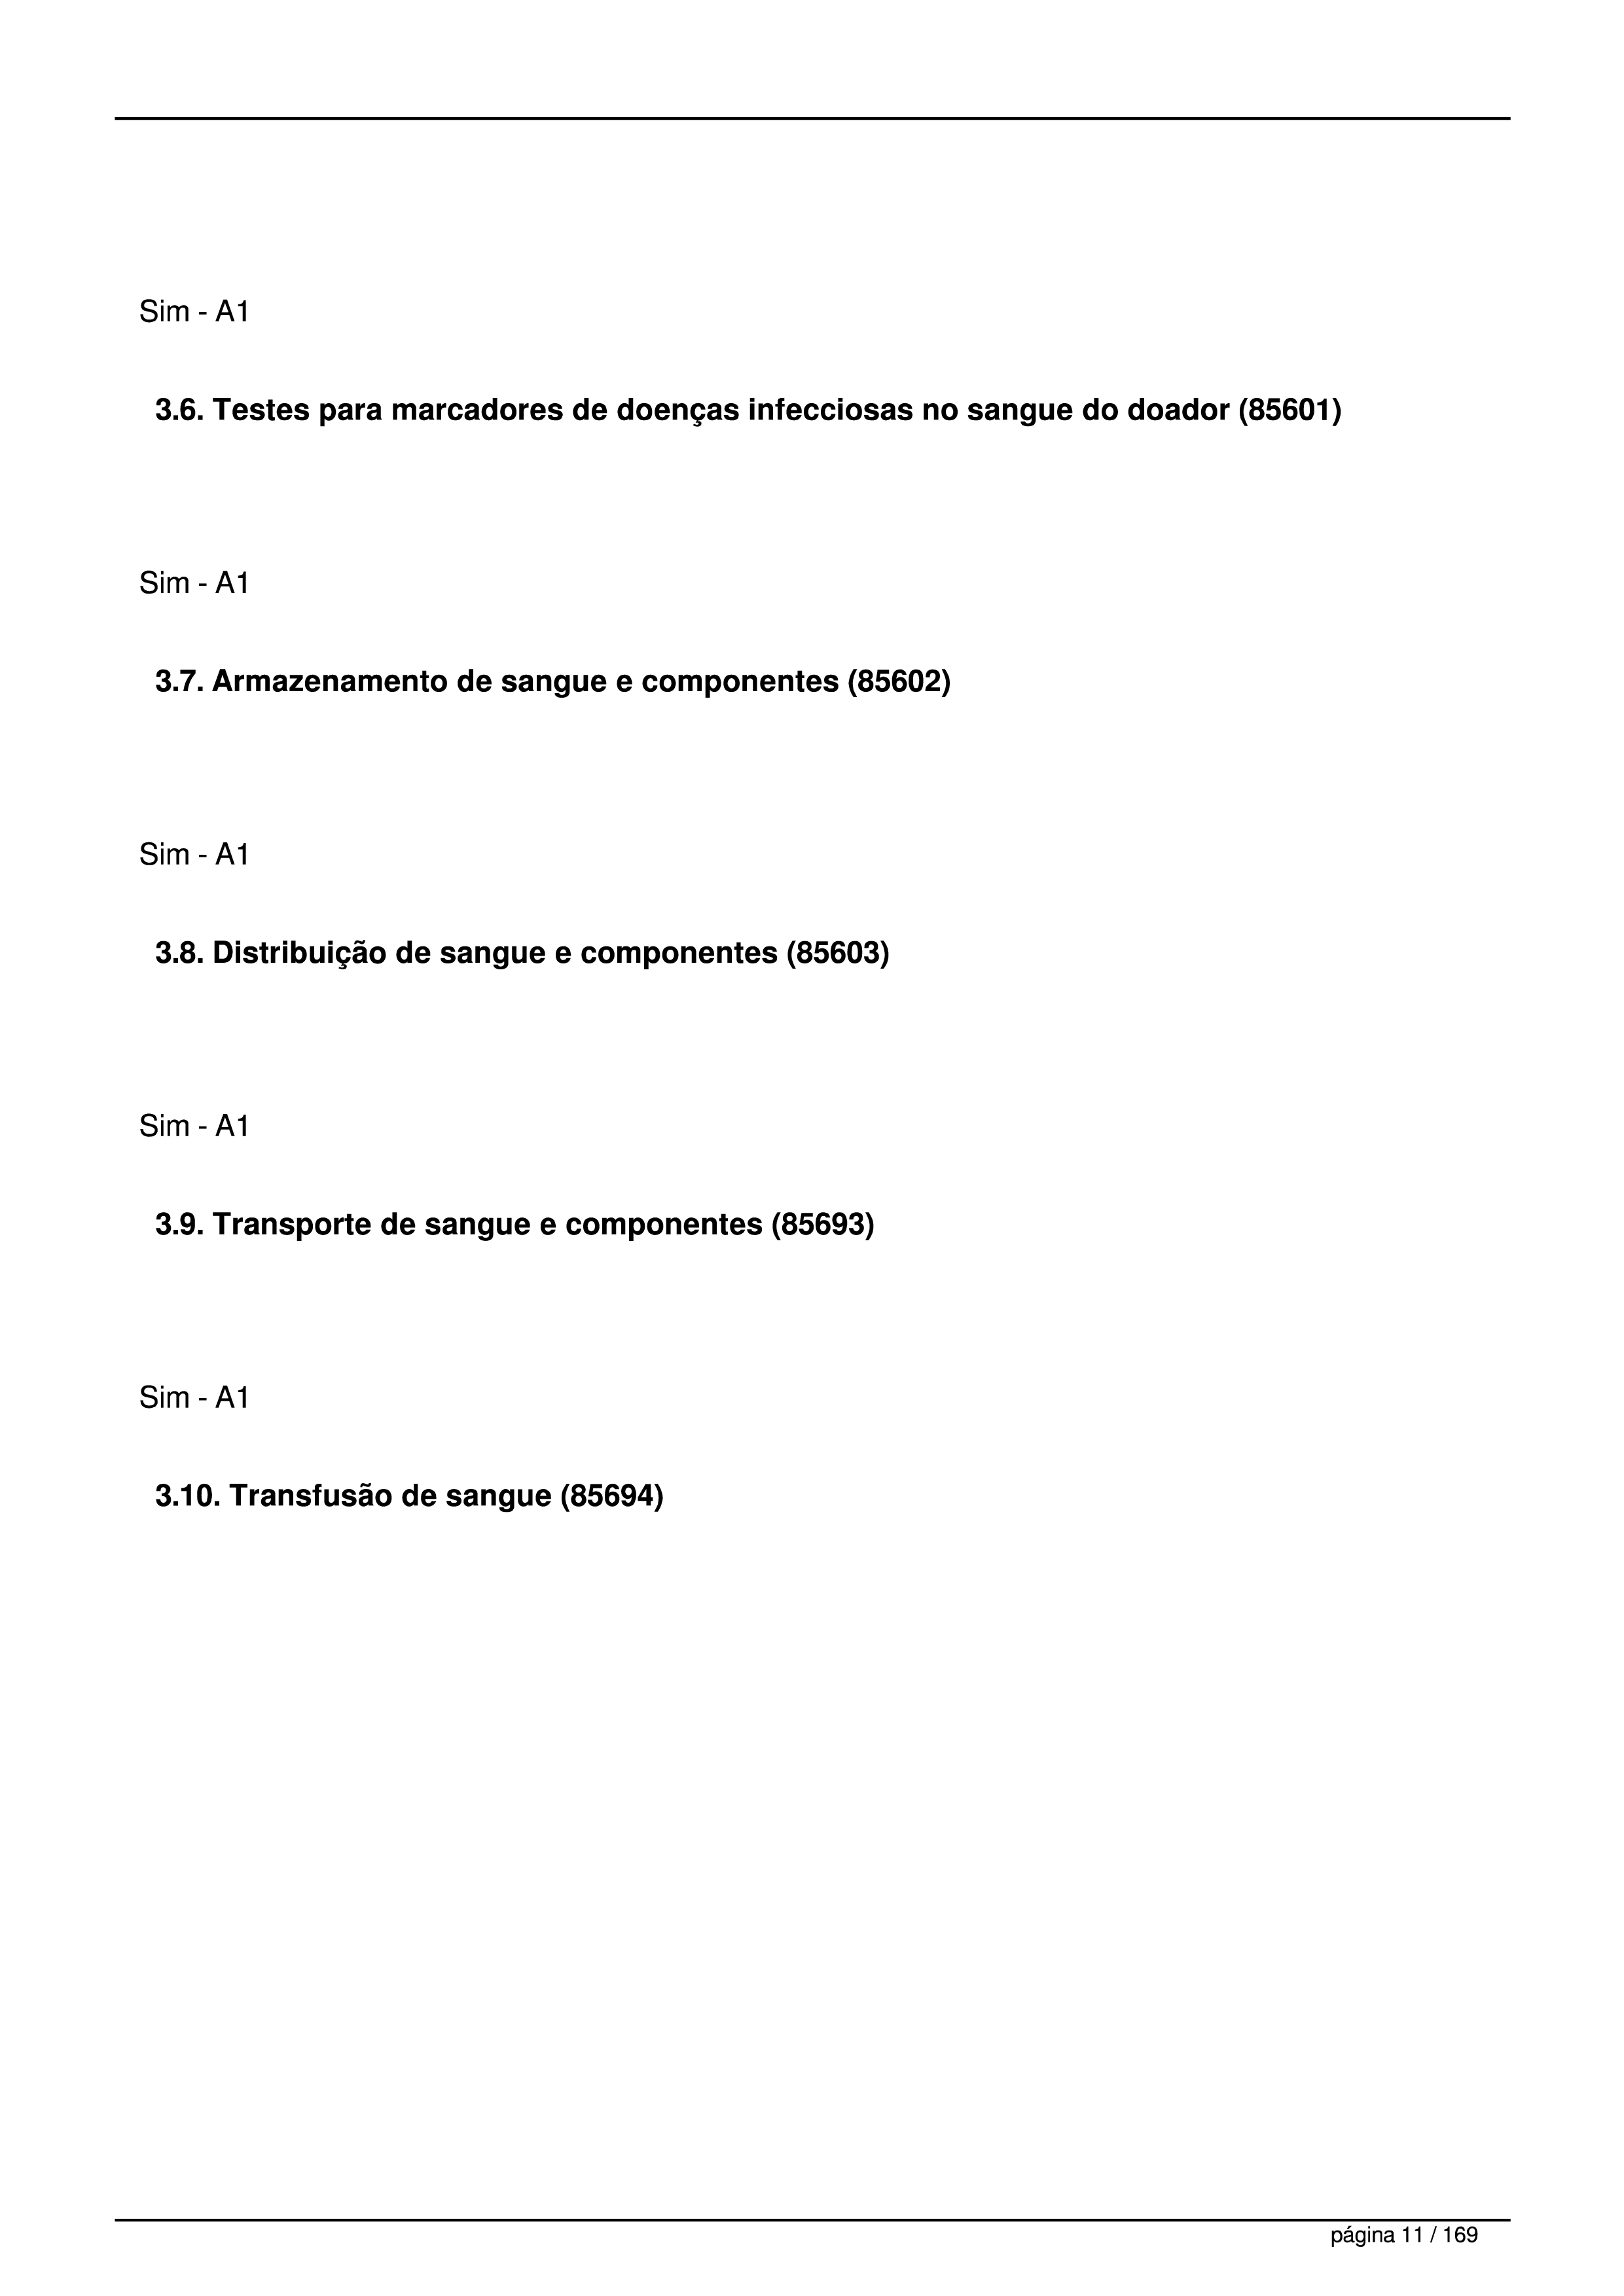 Sim - A1
3.6. Testes para marcadores de doenças infecciosas no sangue do doador (85601)
Sim - A1
3.7. Armazenamento de sangue e componentes (85602)
Sim - A1
3.8. Distribuição de sangue e componentes (85603)
Sim - A1
3.9. Transporte de sangue e componentes (85693)
Sim - A1
3.10. Transfusão de sangue (85694)
página 11 / 169